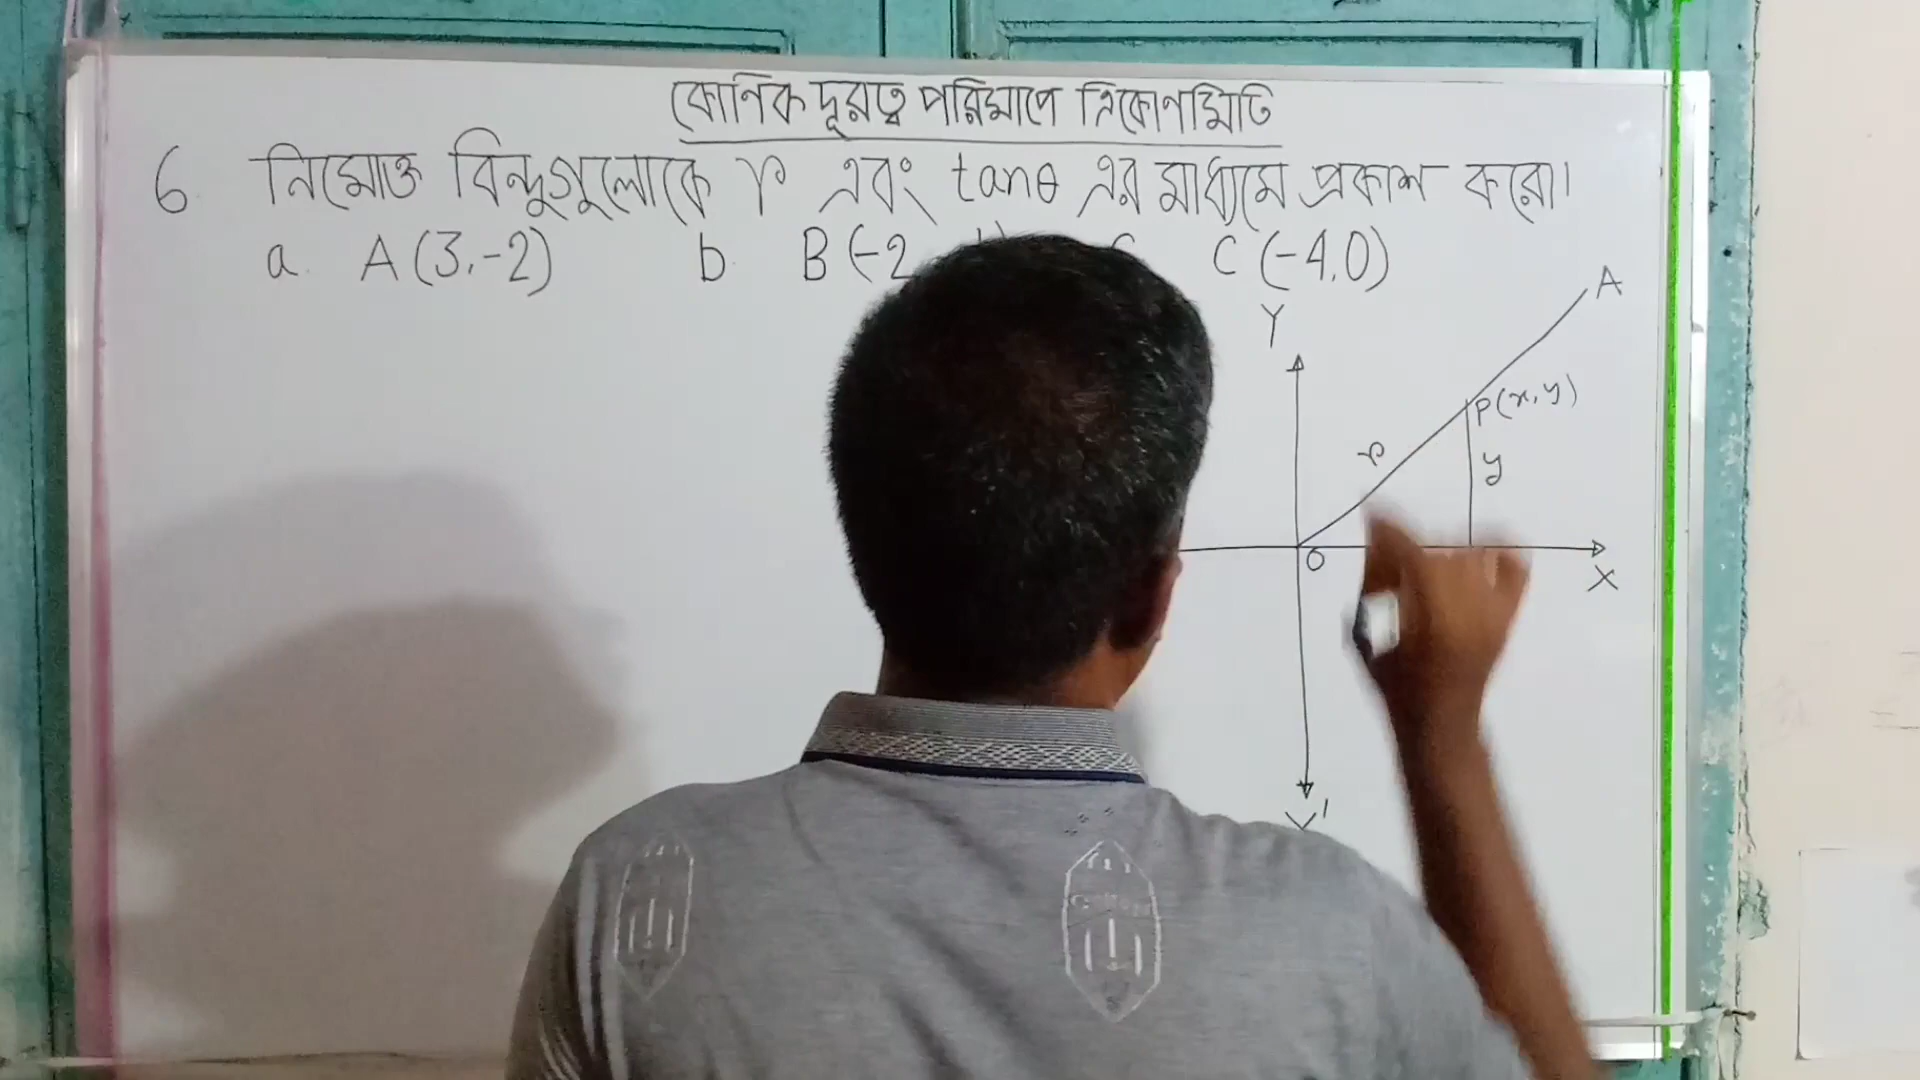 কৌণিক দূরত্ব পরিমাপে ত্রিকোণমিতি
6 নিম্নোক্ত বিন্দুগুলোকে r এবং tanθ এর মাধ্যমে প্রকাশ করো।
a. A (3,-2) b B (-2 C (-4,0)
A
Y
P(x,y)
r
y
O
X
Y'